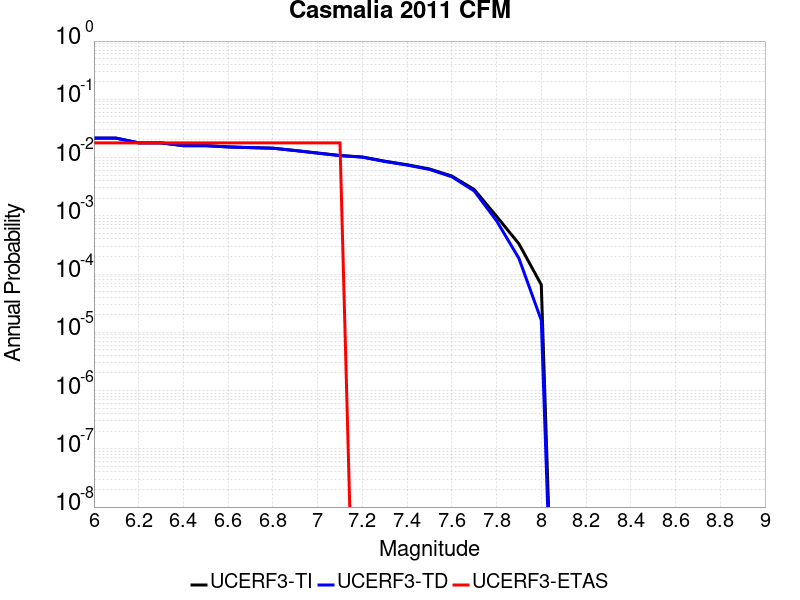 Casmalia 2011 CFM
10^0
10^-1
10^-2
10^-3
10^-4
10^-5
10^-6
10^-7
10^-8
Annual Probability
6 6.2 6.4 6.6 6.8 7 7.2 7.4 7.6 7.8 8 8.2 8.4 8.6 8.8 9
Magnitude
UCERF3-TI UCERF3-TD UCERF3-ETAS